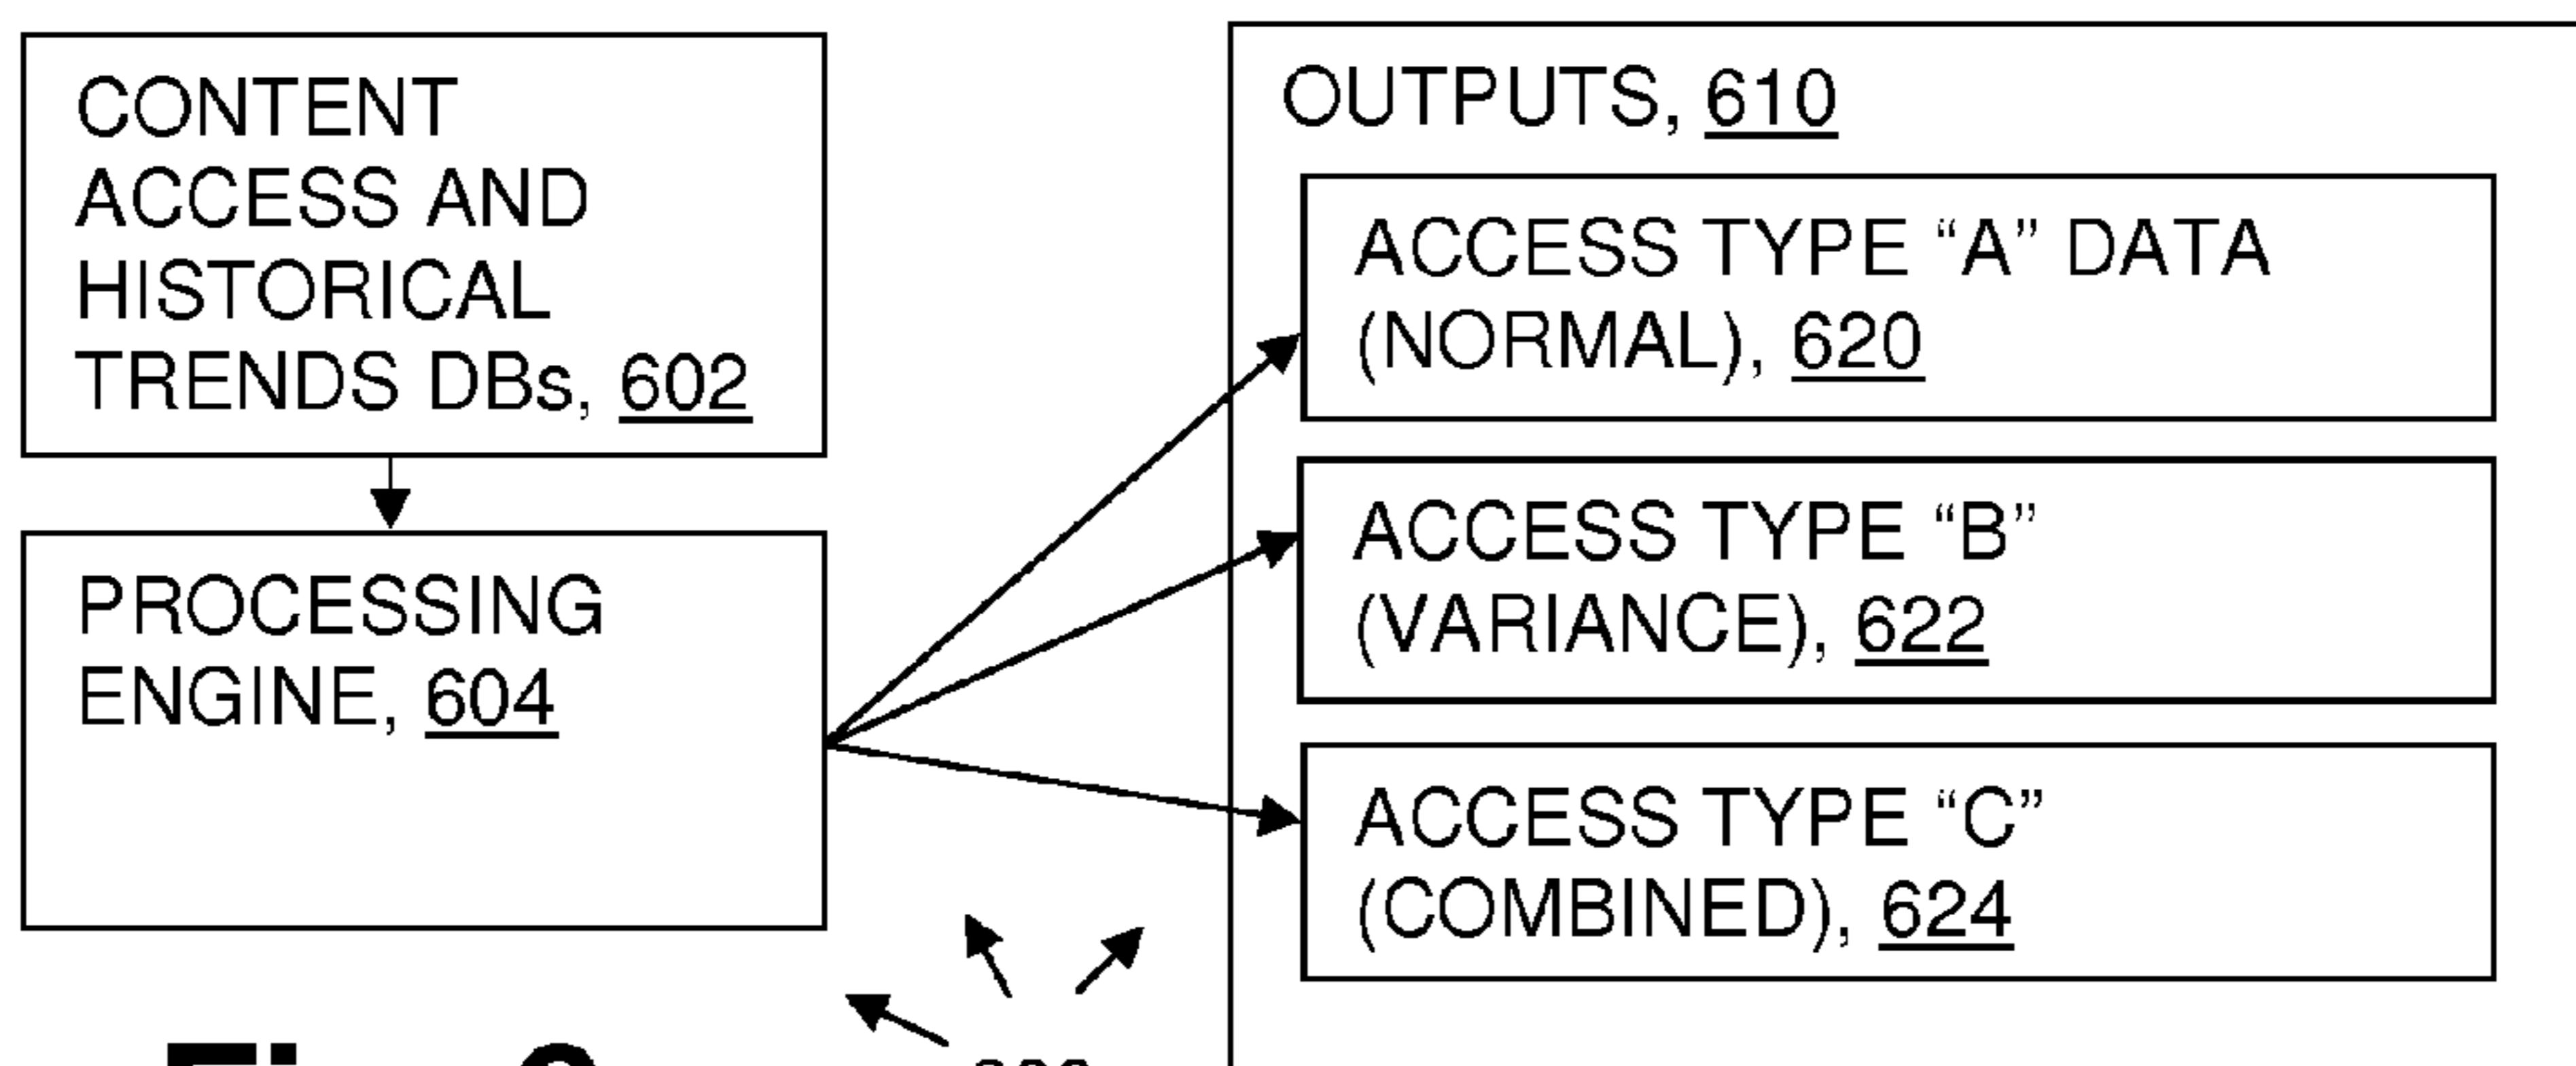 CONTENT
ACCESS AND
HISTORICAL
TRENDS DBs, 602
PROCESSING
ENGINE, 604
OUTPUTS, 610
ACCESS TYPE “A” DATA
(NORMAL), 620
ACCESS TYPE “B”
(VARIANCE), 622
ACCESS TYPE “C”
(COMBINED), 624